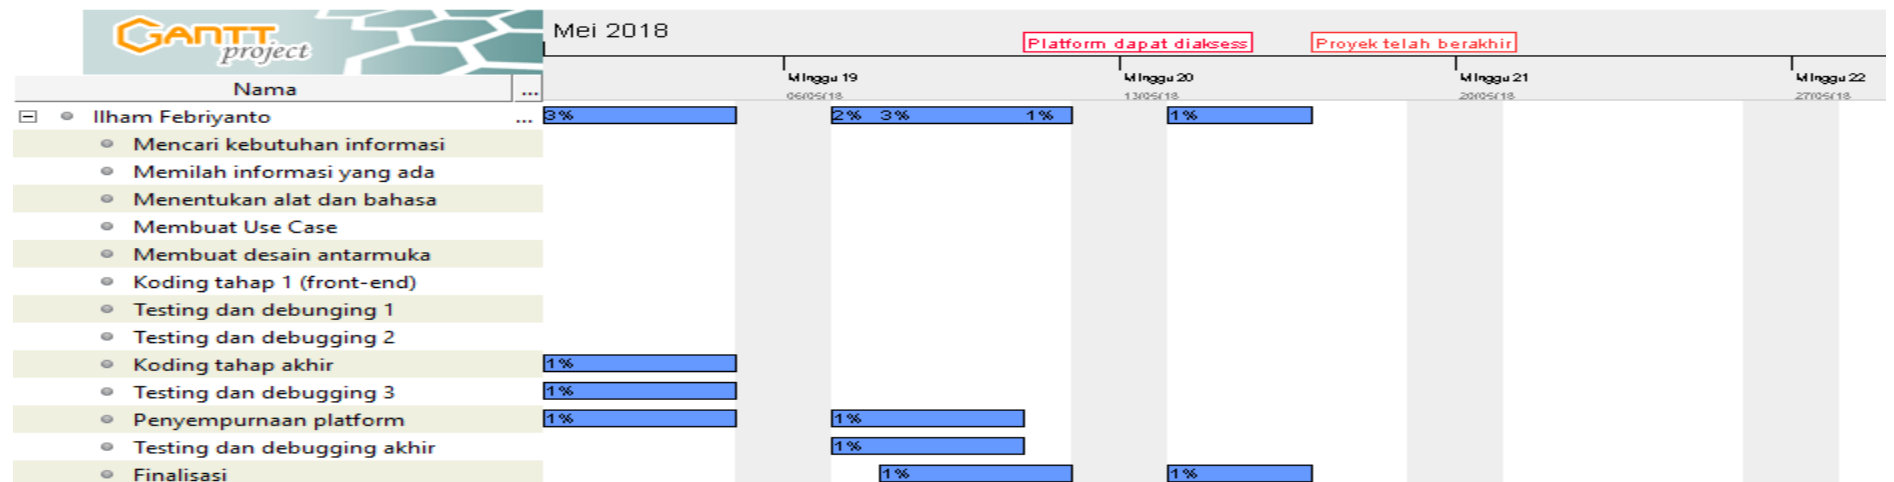 GANTT
project
Mei 2018
Platform dapat diaksess
Proyek telah berakhir
Nama
...
Minggu 19
Minggu 20
Minggu 21
Minggu 22
06/05/18
13/05/18
20/05/18
27/05/18
Ilham Febriyanto ... 3% 2% 3% 1% 1%
Mencari kebutuhan informasi
Memilah informasi yang ada
Menentukan alat dan bahasa
Membuat Use Case
Membuat desain antarmuka
Koding tahap 1 (front-end)
Testing dan debunging 1
Testing dan debugging 2
Koding tahap akhir 1%
Testing dan debugging 3 1%
Penyempurnaan platform 1% 1%
Testing dan debugging akhir 1%
Finalisasi 1% 1%